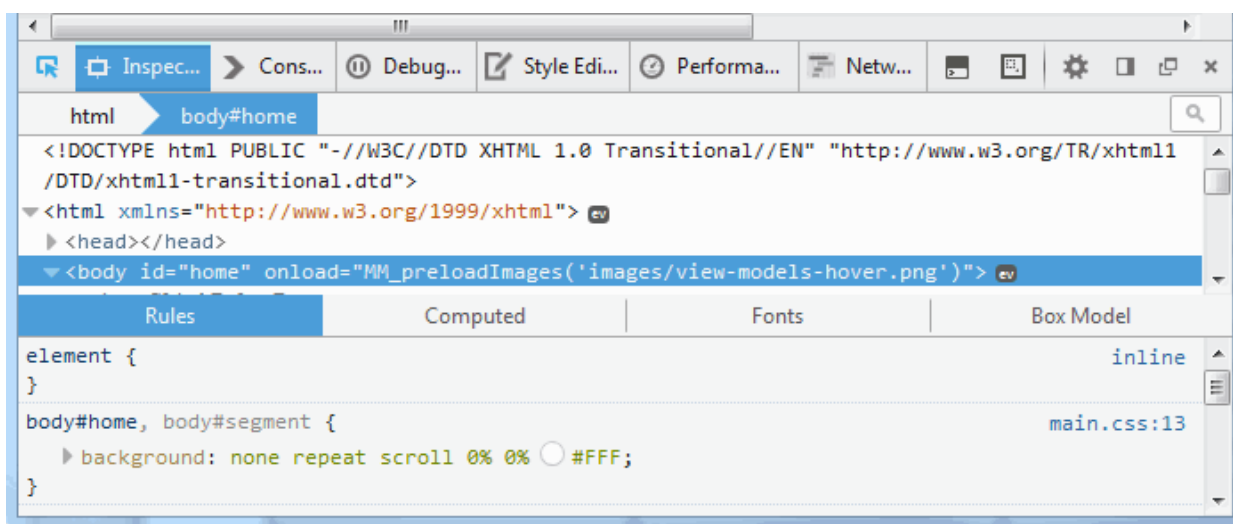 Inspec... Cons... Debug... Style Edi... Performa... Netw...
html body#home
<!DOCTYPE html PUBLIC "-//W3C//DTD XHTML 1.0 Transitional//EN" "http://www.w3.org/TR/xhtml1
/DTD/xhtml1-transitional.dtd">
<html xmlns="http://www.w3.org/1999/xhtml"> ev
<head></head>
<body id="home" onload="MM_preloadImages('images/view-models-hover.png')"> ev
Rules Computed Fonts Box Model
element { inline
}
body#home, body#segment { main.css:13
background: none repeat scroll 0% 0% #FFF;
}